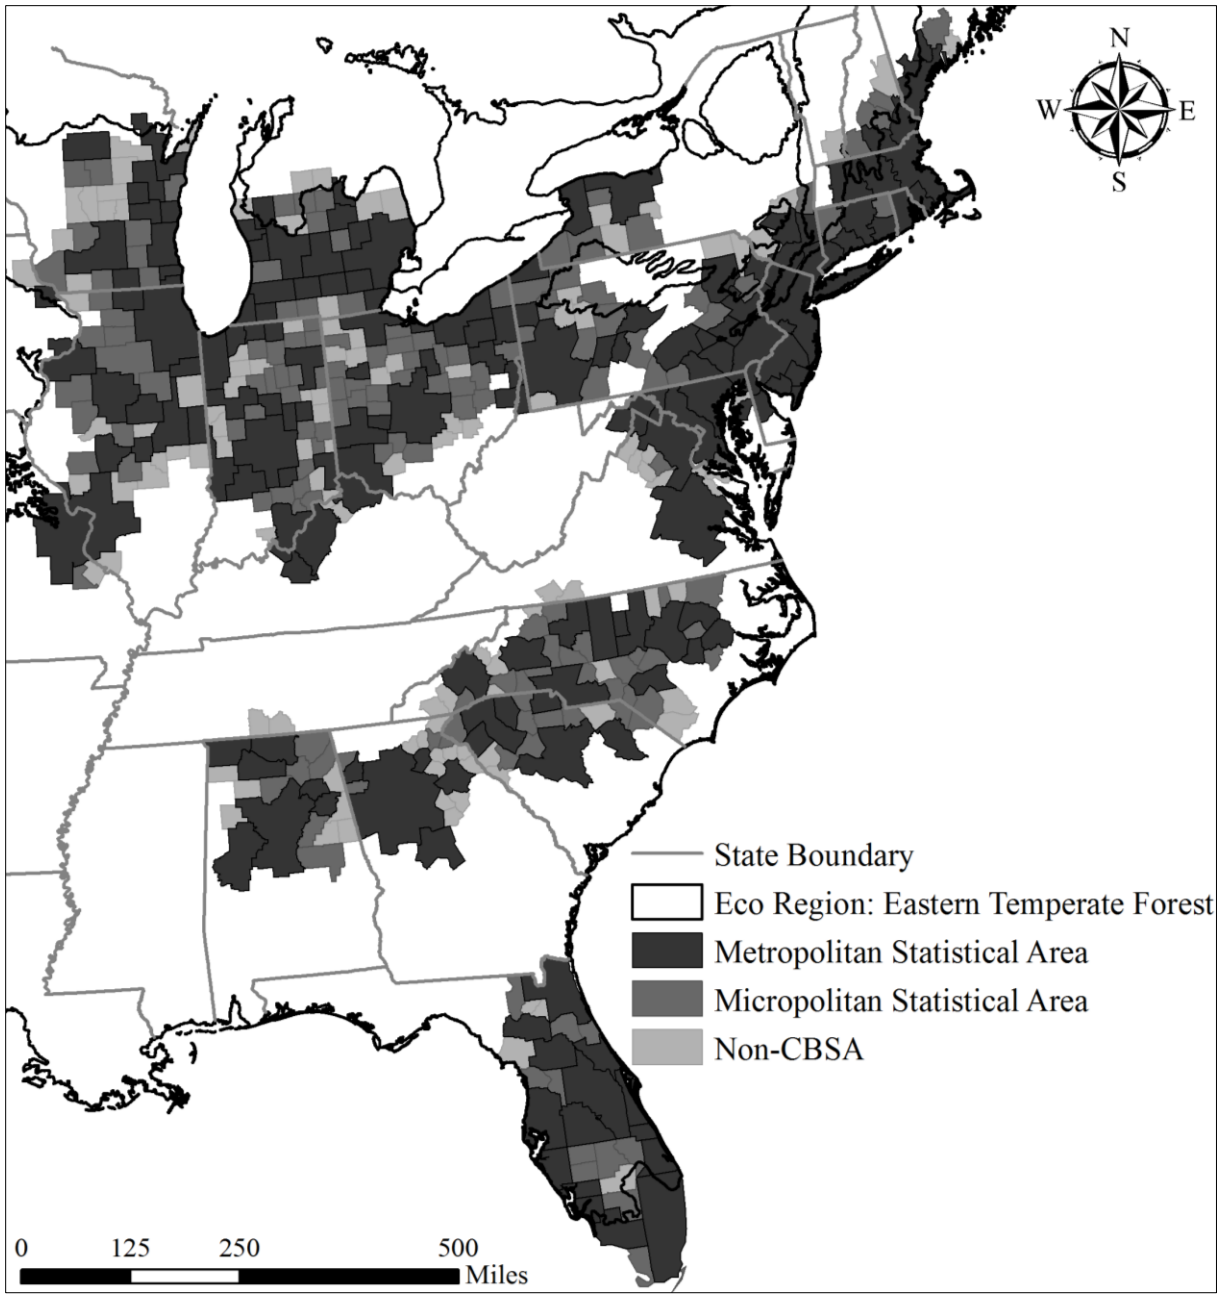 N
W E
S
State Boundary
Eco Region: Eastern Temperate Forest
Metropolitan Statistical Area
Micropolitan Statistical Area
Non-CBSA
0 125 250 500
Miles